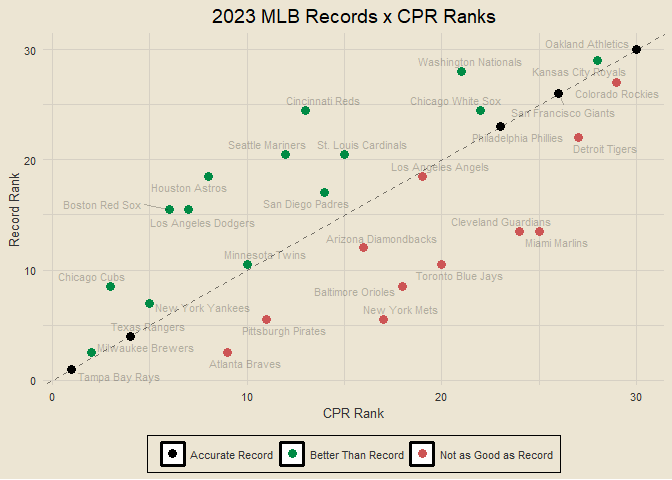 2023 MLB Records x CPR Ranks
Oakland Athletics
30
Washington Nationals
Kansas City Royals
Colorado Rockies
Cincinnati Reds
Chicago White Sox
San Francisco Giants
Seattle Mariners
St. Louis Cardinals
Philadelphia Phillies
Detroit Tigers
20
Los Angeles Angels
Houston Astros
Boston Red Sox
San Diego Padres
Los Angeles Dodgers
Cleveland Guardians
Record Rank
Arizona Diamondbacks
Miami Marlins
Minnesota Twins
10
Chicago Cubs
Toronto Blue Jays
Baltimore Orioles
New York Yankees
New York Mets
Texas Rangers
Pittsburgh Pirates
Milwaukee Brewers
Atlanta Braves
Tampa Bay Rays
0
0 10 20 30
CPR Rank
Accurate Record Better Than Record Not as Good as Record